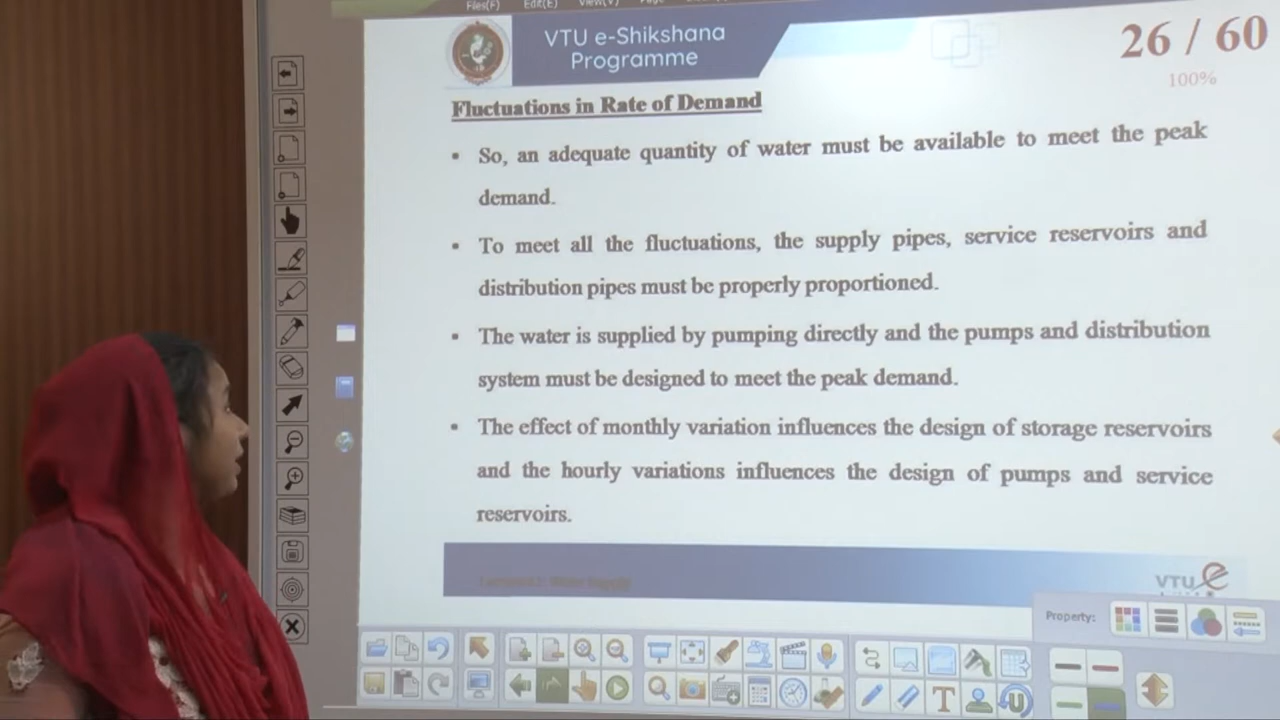 Files(F) Edit(E) View(V) Page
VTU e-Shikshana
Programme
26 / 60
100%
Fluctuations in Rate of Demand
• So, an adequate quantity of water must be available to meet the peak
demand.
• To meet all the fluctuations, the supply pipes, service reservoirs and
distribution pipes must be properly proportioned.
• The water is supplied by pumping directly and the pumps and distribution
system must be designed to meet the peak demand.
• The effect of monthly variation influences the design of storage reservoirs
and the hourly variations influences the design of pumps and service
reservoirs.
VTU e
Property: